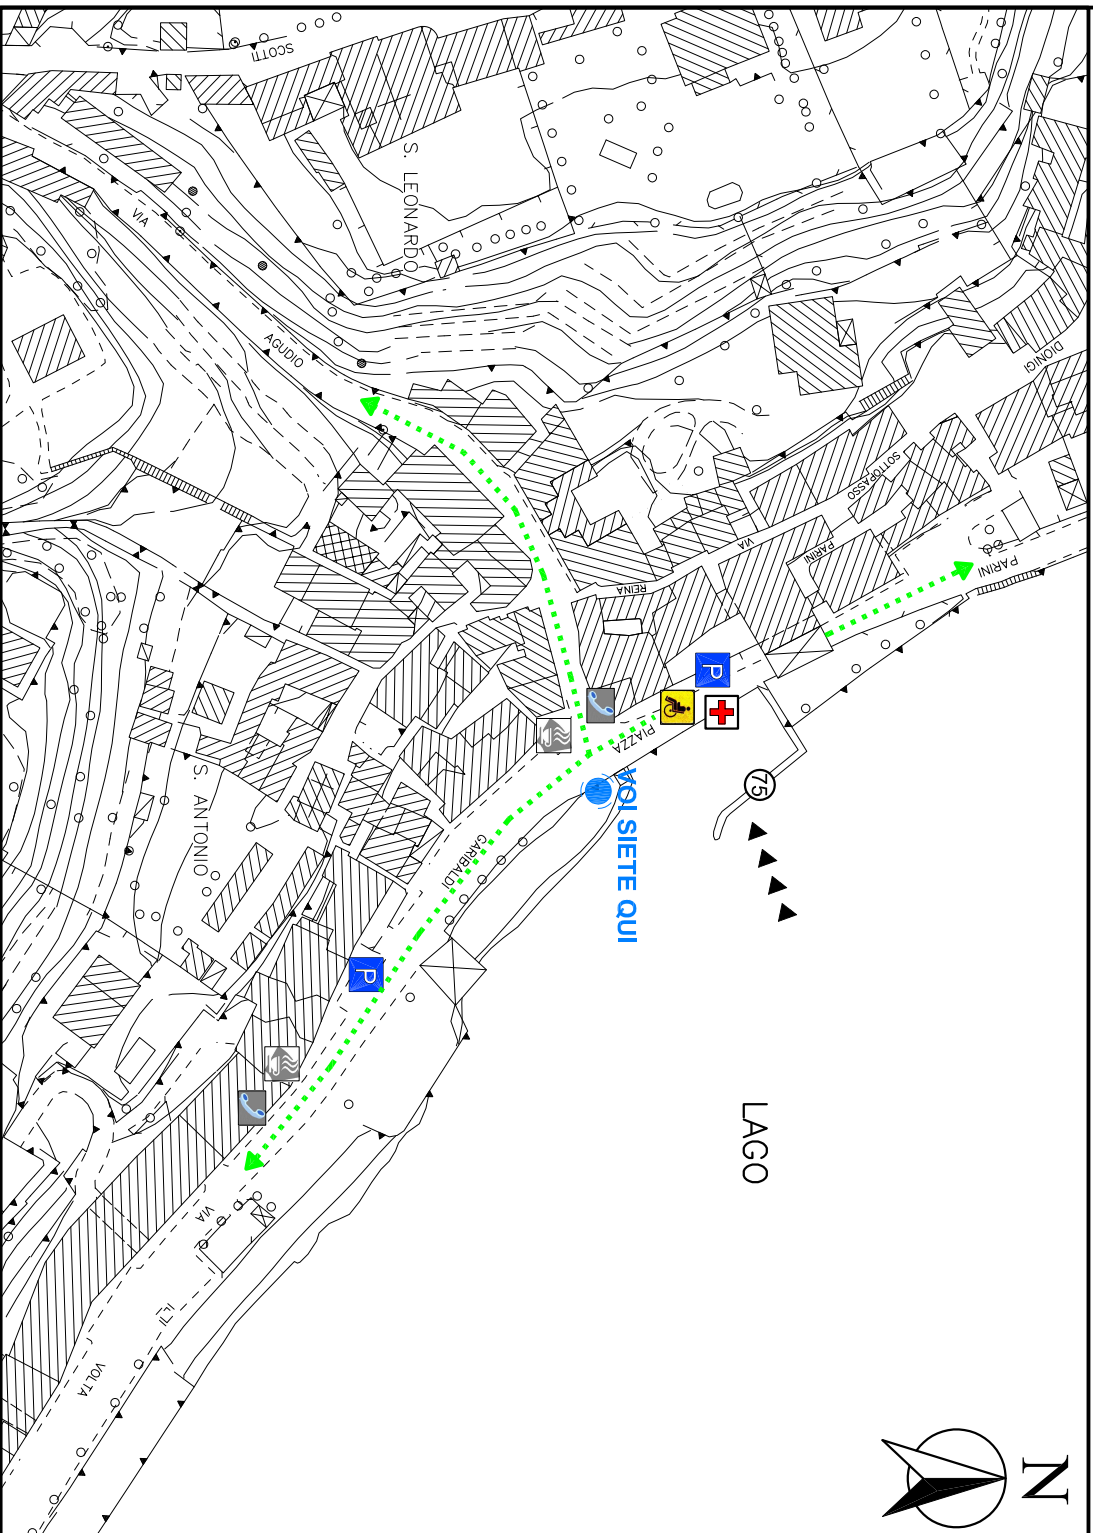 SCOTTI
S. LEONARDO
VIA
AGUDIO
DIONIGI
SOTTOPASSO
VIA
PARINI
PARINI
REINA
P
PIAZZA
75
VOI SIETE QUI
GARIBALDI
S. ANTONIO
P
LAGO
VIA
VOLTA
N